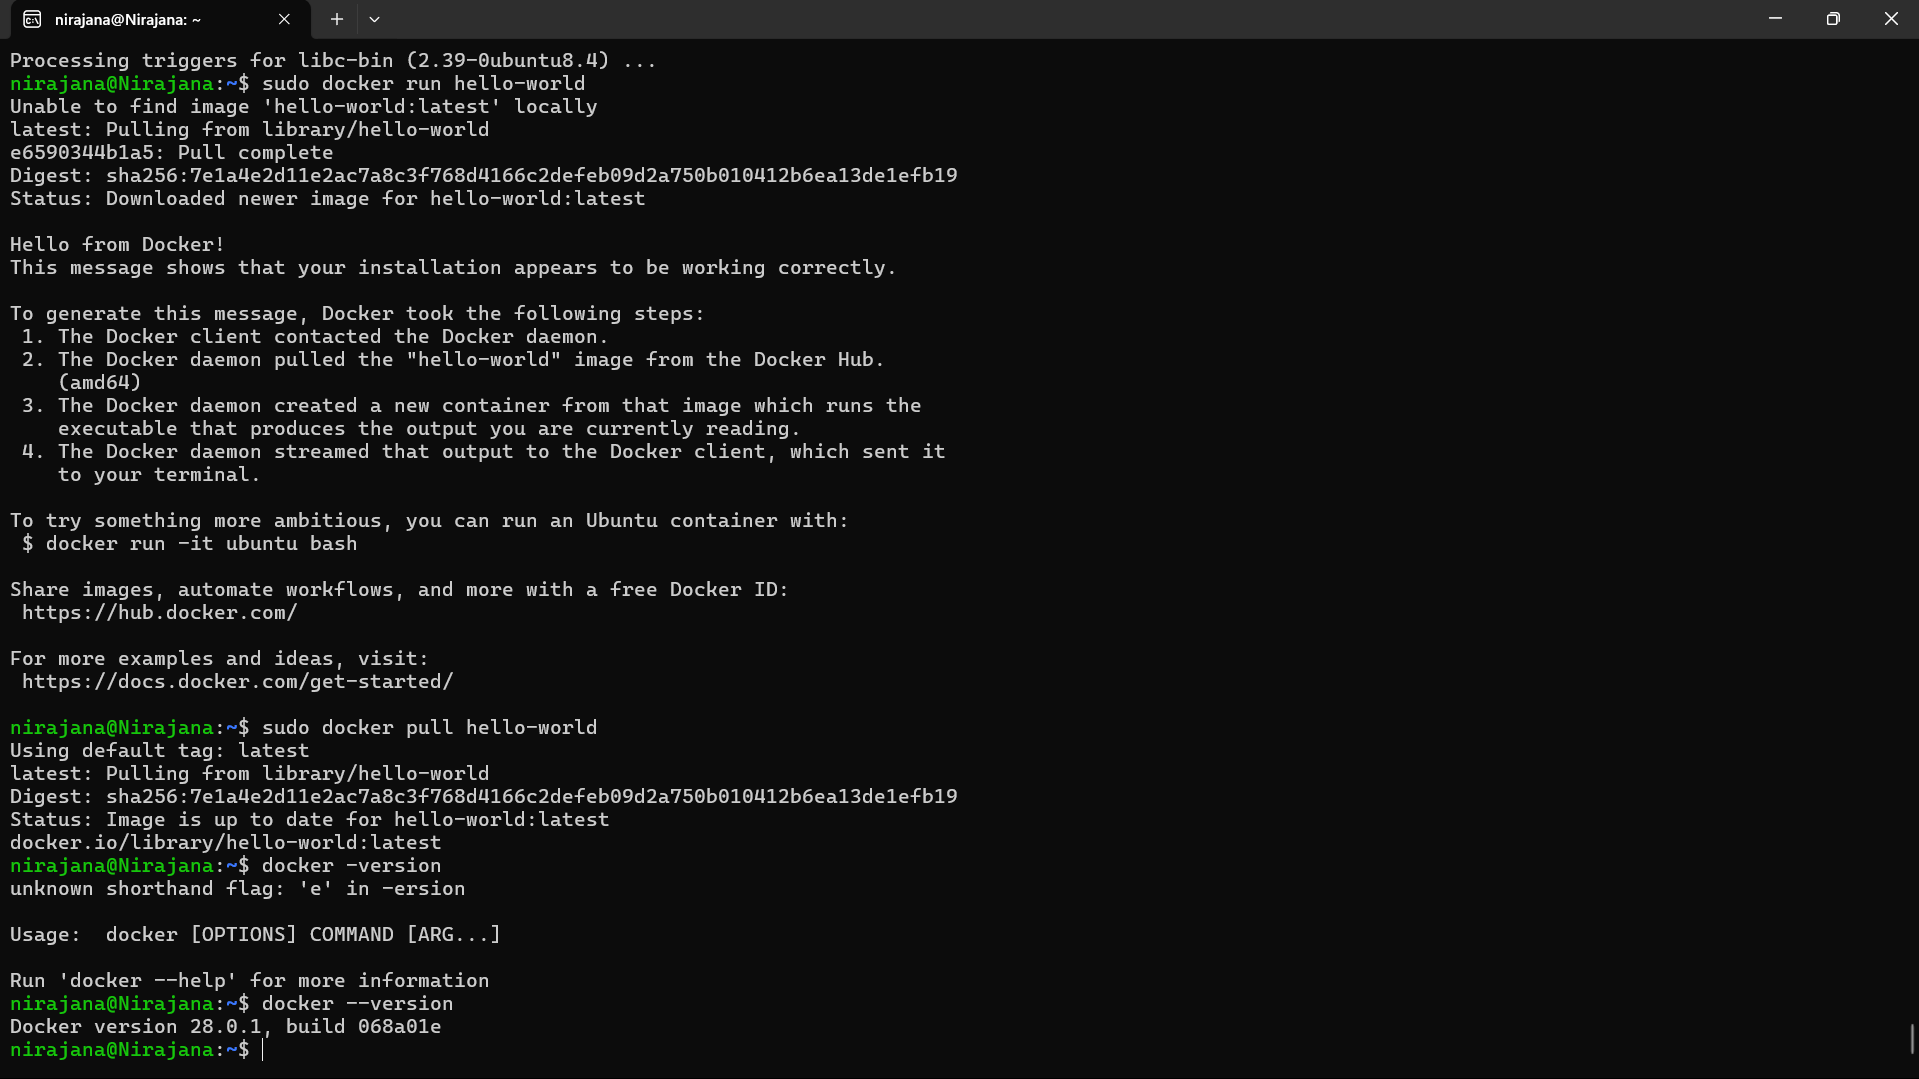 nirajana@Nirajana: ~
Processing triggers for libc-bin (2.39-0ubuntu8.4) ...
nirajana@Nirajana:~$ sudo docker run hello-world
Unable to find image 'hello-world:latest' locally
latest: Pulling from library/hello-world
e6590344b1a5: Pull complete
Digest: sha256:7e1a4e2d11e2ac7a8c3f768d4166c2defeb09d2a750b010412b6ea13de1efb19
Status: Downloaded newer image for hello-world:latest

Hello from Docker!
This message shows that your installation appears to be working correctly.

To generate this message, Docker took the following steps:
 1. The Docker client contacted the Docker daemon.
 2. The Docker daemon pulled the "hello-world" image from the Docker Hub.
    (amd64)
 3. The Docker daemon created a new container from that image which runs the
    executable that produces the output you are currently reading.
 4. The Docker daemon streamed that output to the Docker client, which sent it
    to your terminal.

To try something more ambitious, you can run an Ubuntu container with:
 $ docker run -it ubuntu bash

Share images, automate workflows, and more with a free Docker ID:
 https://hub.docker.com/

For more examples and ideas, visit:
 https://docs.docker.com/get-started/

nirajana@Nirajana:~$ sudo docker pull hello-world
Using default tag: latest
latest: Pulling from library/hello-world
Digest: sha256:7e1a4e2d11e2ac7a8c3f768d4166c2defeb09d2a750b010412b6ea13de1efb19
Status: Image is up to date for hello-world:latest
docker.io/library/hello-world:latest
nirajana@Nirajana:~$ docker -version
unknown shorthand flag: 'e' in -ersion

Usage:  docker [OPTIONS] COMMAND [ARG...]

Run 'docker --help' for more information
nirajana@Nirajana:~$ docker --version
Docker version 28.0.1, build 068a01e
nirajana@Nirajana:~$